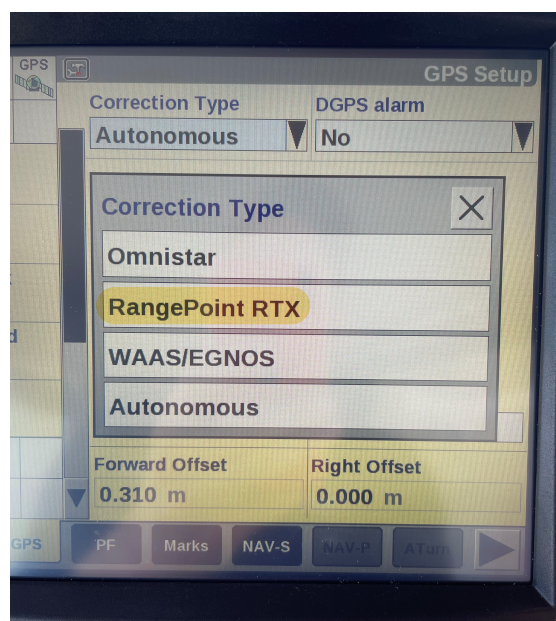 GPS
GPS Setup
Correction Type
DGPS alarm
Autonomous
No
Correction Type
Omnistar
RangePoint RTX
WAAS/EGNOS
Autonomous
d
Forward Offset
Right Offset
0.310 m
0.000 m
GPS
PF
Marks
NAV-S
NAV-P
ATurn